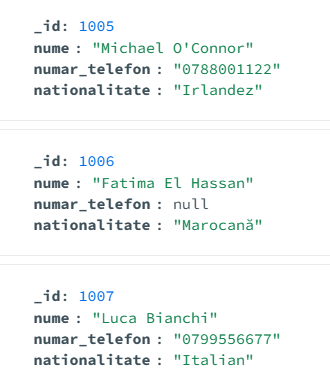 _id: 1005
nume : "Michael O'Connor"
numar_telefon : "0788001122"
nationalitate : "Irlandez"
_id: 1006
nume : "Fatima El Hassan"
numar_telefon : null
nationalitate : "Marocană"
_id: 1007
nume : "Luca Bianchi"
numar_telefon : "0799556677"
nationalitate : "Italian"